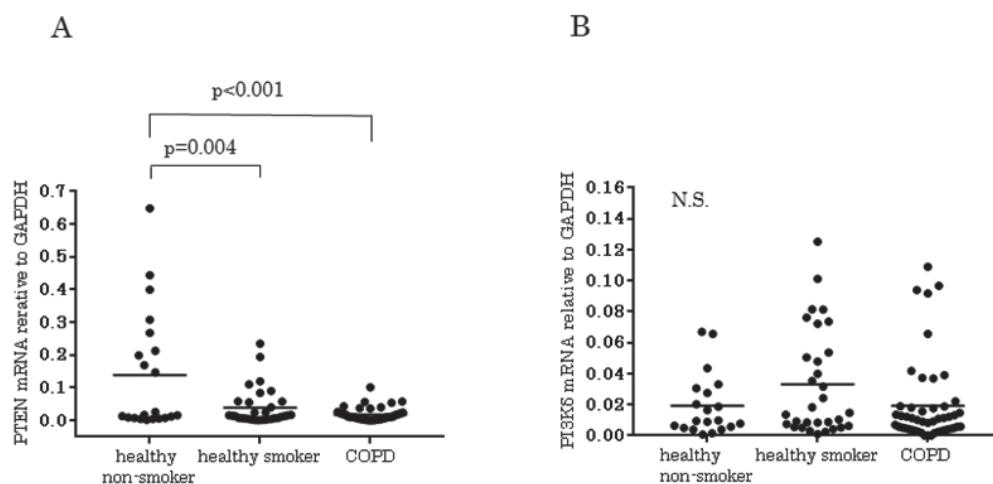 A
p<0.001
p=0.004
PTEN mRNA rerative to GAPDH
0.7
0.6
0.5
0.4
0.3
0.2
0.1
0.0
healthy
non-smoker
healthy smoker
COPD
B
N.S.
PI3Kδ mRNA relative to GAPDH
0.16
0.14
0.12
0.10
0.08
0.06
0.04
0.02
0.00
healthy
non-smoker
healthy smoker
COPD